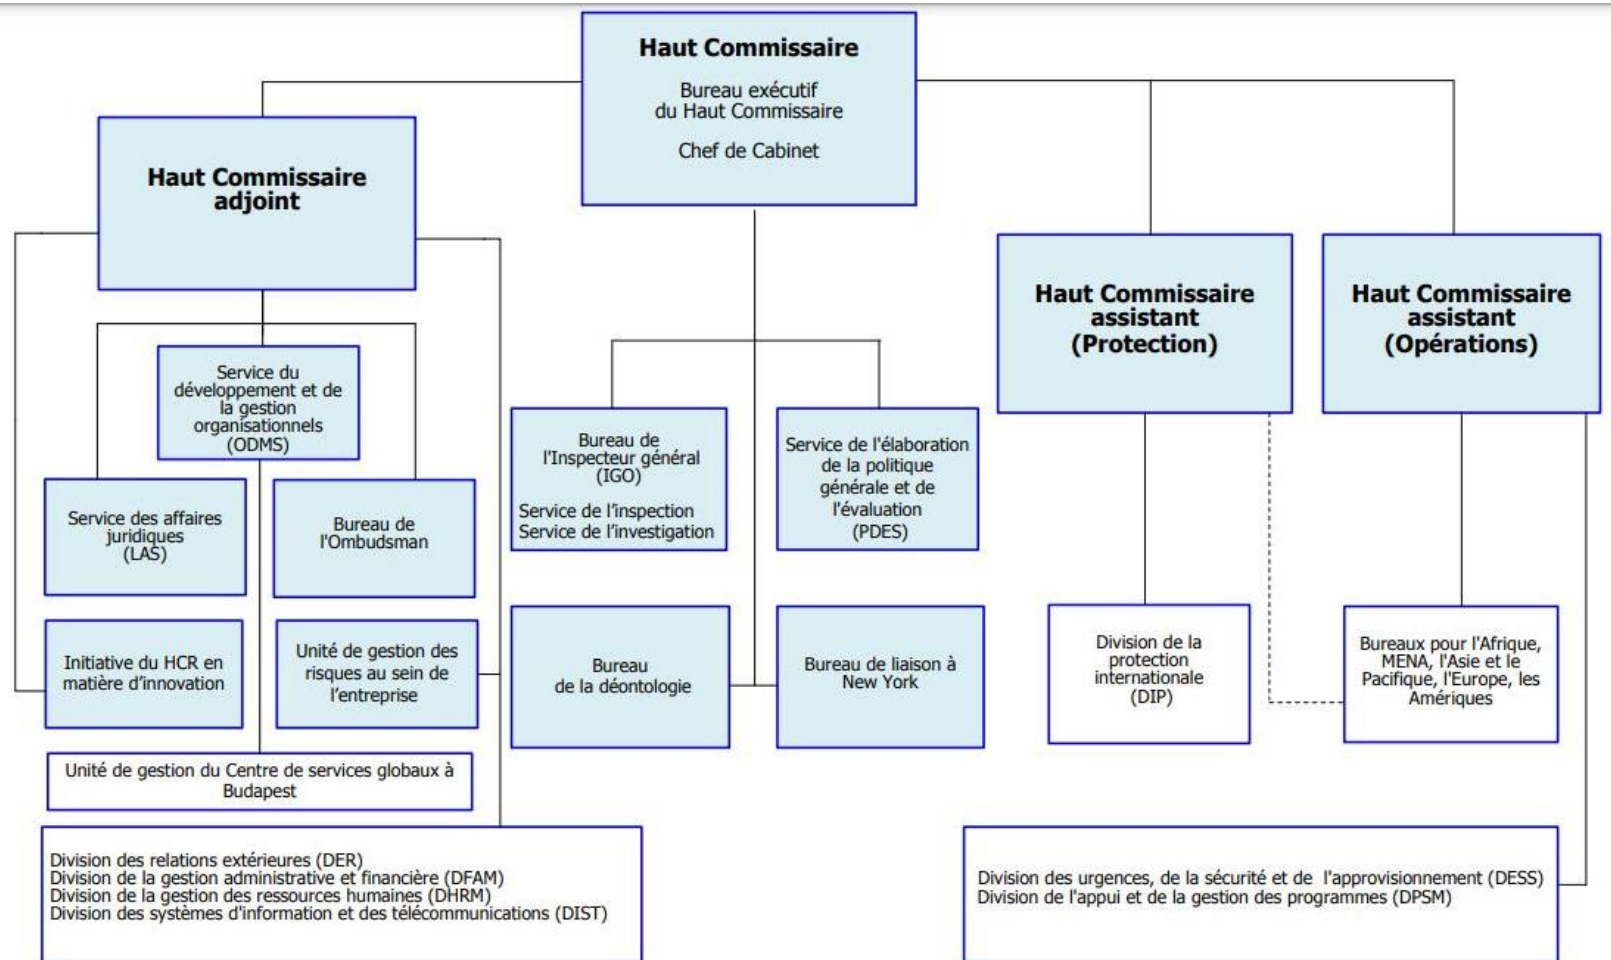 Haut Commissaire
Bureau exécutif
du Haut Commissaire
Chef de Cabinet
Haut Commissaire
adjoint
Haut Commissaire
assistant
(Protection)
Haut Commissaire
assistant
(Opérations)
Service du
développement et de
la gestion
organisationnels
(ODMS)
Service des affaires
juridiques
(LAS)
Bureau de
l'Ombudsman
Bureau de
l'Inspecteur général
(IGO)
Service de l’inspection
Service de l’investigation
Service de l'élaboration
de la politique
générale et de
l'évaluation
(PDES)
Initiative du HCR en
matière d’innovation
Unité de gestion des
risques au sein de
l’entreprise
Bureau
de la déontologie
Bureau de liaison à
New York
Division de la
protection
internationale
(DIP)
Bureaux pour l'Afrique,
MENA, l'Asie et le
Pacifique, l'Europe, les
Amériques
Unité de gestion du Centre de services globaux à
Budapest
Division des relations extérieures (DER)
Division de la gestion administrative et financière (DFAM)
Division de la gestion des ressources humaines (DHRM)
Division des systèmes d'information et des télécommunications (DIST)
Division des urgences, de la sécurité et de l'approvisionnement (DESS)
Division de l'appui et de la gestion des programmes (DPSM)